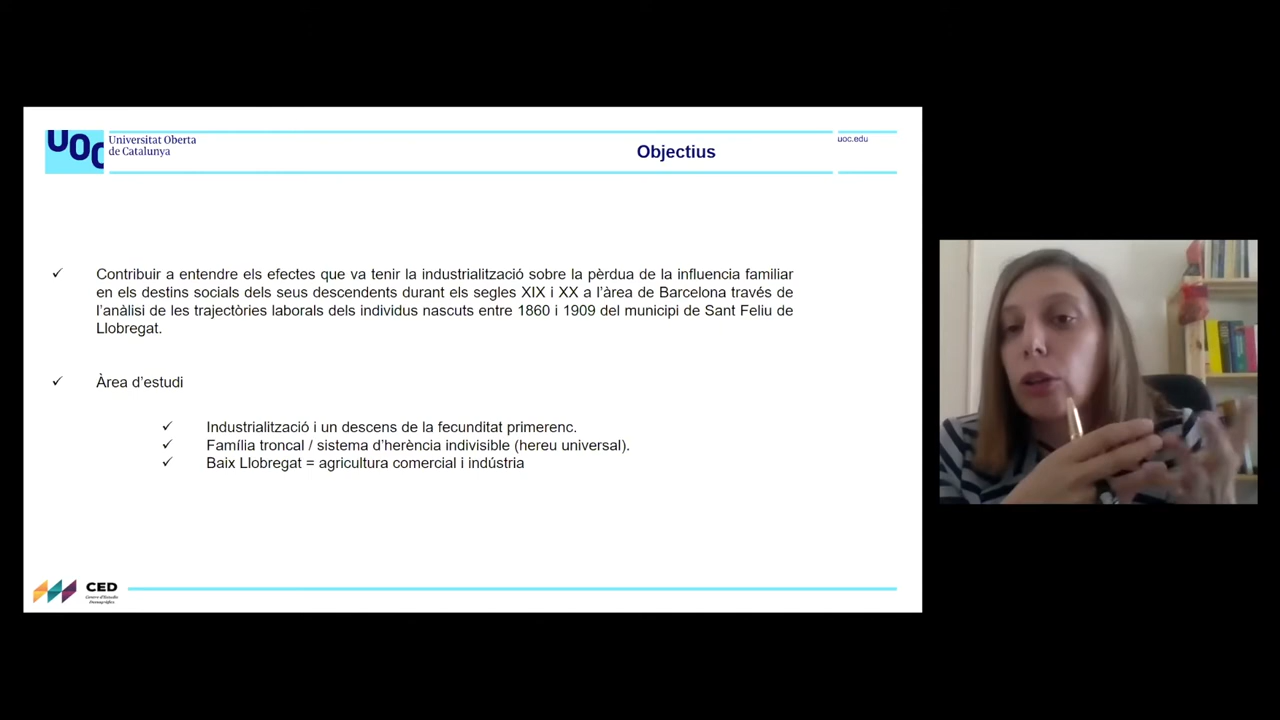 UOC
Universitat Oberta
de Catalunya
Objectius
uoc.edu
✓ Contribuir a entendre els efectes que va tenir la industrialització sobre la pèrdua de la influencia familiar
en els destins socials dels seus descendents durant els segles XIX i XX a l’àrea de Barcelona través de
l’anàlisi de les trajectòries laborals dels individus nascuts entre 1860 i 1909 del municipi de Sant Feliu de
Llobregat.
✓ Àrea d’estudi
✓ Industrialització i un descens de la fecunditat primerenc.
✓ Família troncal / sistema d’herència indivisible (hereu universal).
✓ Baix Llobregat = agricultura comercial i indústria
CED